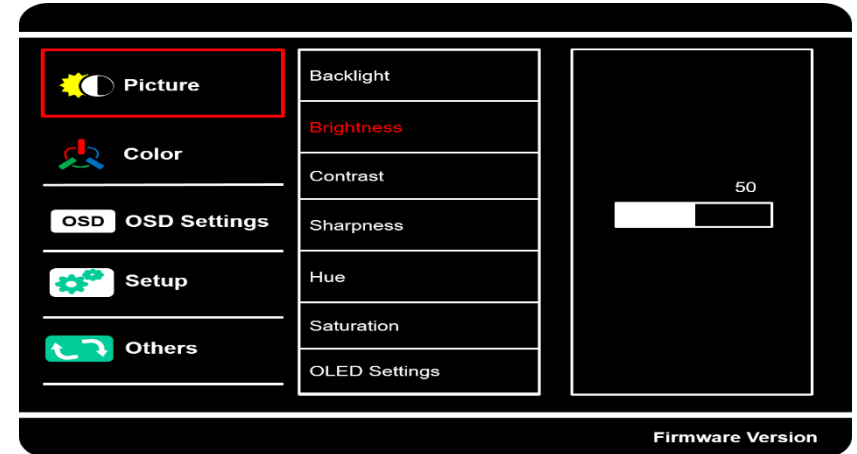 Picture
Color
OSD OSD Settings
Setup
Others
Backlight
Brightness
Contrast
Sharpness
Hue
Saturation
OLED Settings
50
Firmware Version